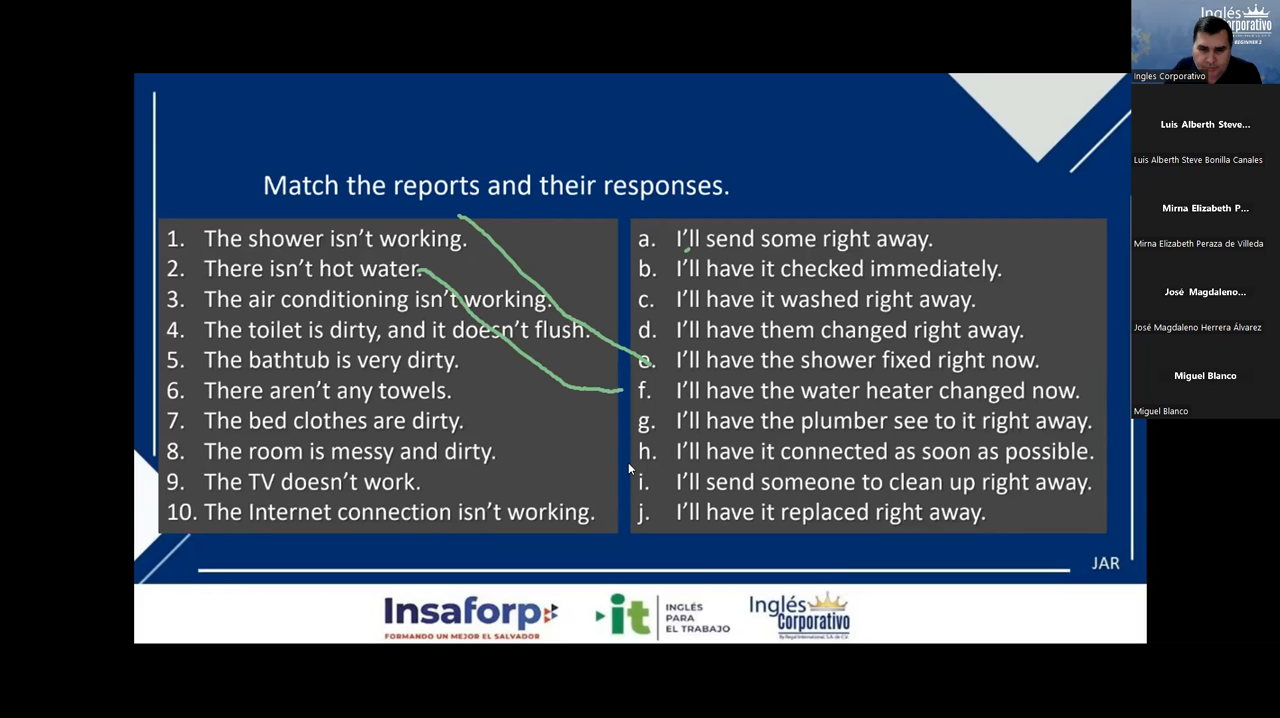 Inglés
Corporativo
BEGINNER 2
Ingles Corporativo
Luis Alberth Steve...
Luis Alberth Steve Bonilla Canales
Mirna Elizabeth P...
Mirna Elizabeth Peraza de Villeda
José Magdaleno...
José Magdaleno Herrera Álvarez
Miguel Blanco
Miguel Blanco
Match the reports and their responses.
1. The shower isn't working.
2. There isn't hot water.
3. The air conditioning isn't working.
4. The toilet is dirty, and it doesn't flush.
5. The bathtub is very dirty.
6. There aren't any towels.
7. The bed clothes are dirty.
8. The room is messy and dirty.
9. The TV doesn't work.
10. The Internet connection isn't working.
a. I'll send some right away.
b. I'll have it checked immediately.
c. I'll have it washed right away.
d. I'll have them changed right away.
e. I'll have the shower fixed right now.
f. I'll have the water heater changed now.
g. I'll have the plumber see to it right away.
h. I'll have it connected as soon as possible.
i. I'll send someone to clean up right away.
j. I'll have it replaced right away.
JAR
Insaforp
FORMANDO UN MEJOR EL SALVADOR
it
INGLÉS
PARA
EL TRABAJO
Inglés
Corporativo